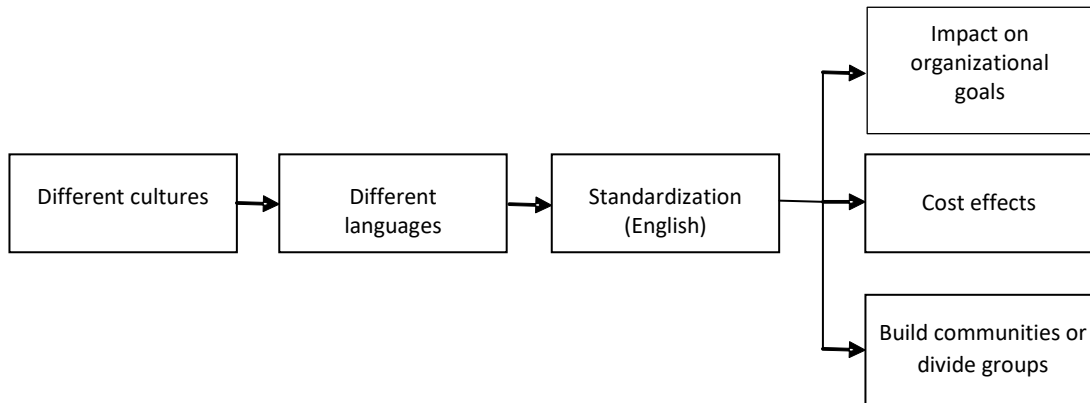 Impact on
organizational
goals
Different cultures
Different
languages
Standardization
(English)
Cost effects
Build communities or
divide groups